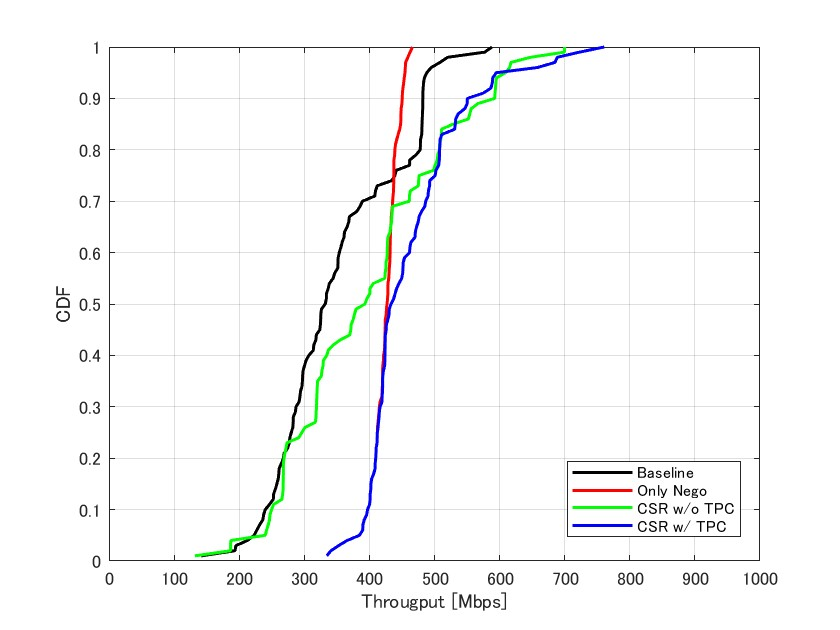 1
0.9
0.8
0.7
0.6
0.5
0.4
0.3
0.2
0.1
0
CDF
0 100 200 300 400 500 600 700 800 900 1000
Througput [Mbps]
Baseline
Only Nego
CSR w/o TPC
CSR w/ TPC